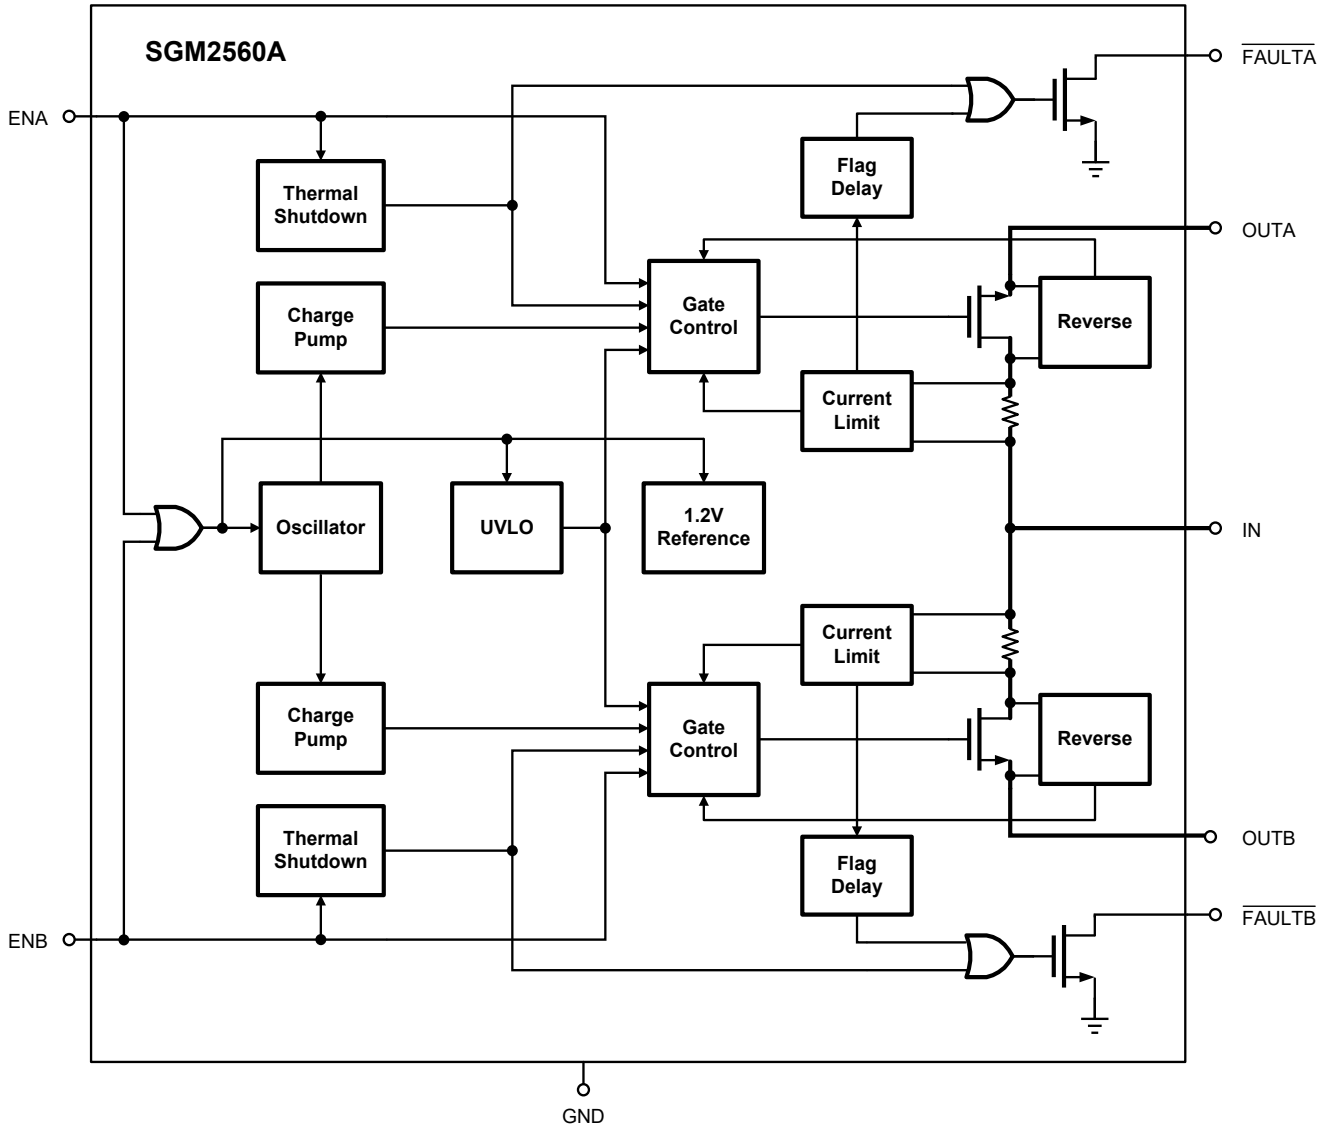 SGM2560A
FAULTA
ENA
Flag
Delay
Thermal
Shutdown
OUTA
Charge
Pump
Gate
Control
Reverse
Current
Limit
Oscillator
UVLO
1.2V
Reference
IN
Current
Limit
Charge
Pump
Gate
Control
Reverse
Thermal
Shutdown
Flag
Delay
OUTB
ENB
FAULTB
GND